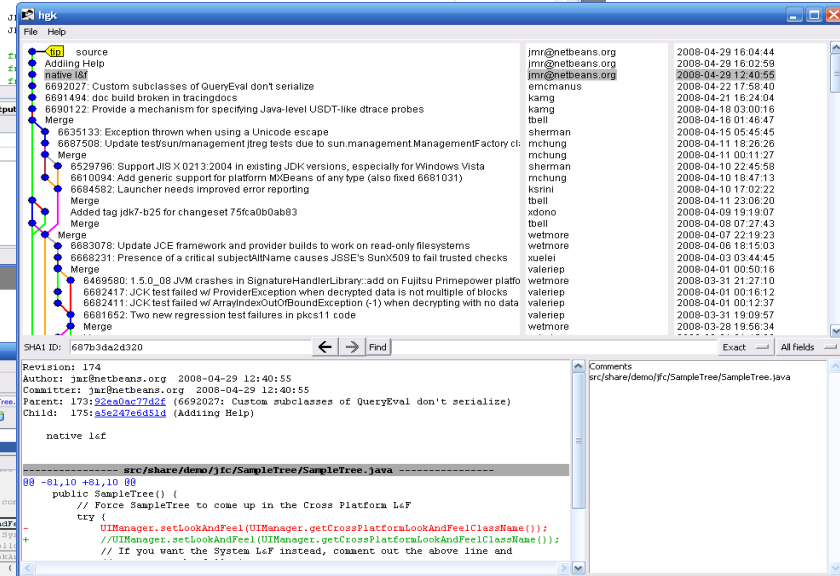 hgk
File Help
tip source jmr@netbeans.org 2008-04-29 16:04:44
Addiing Help jmr@netbeans.org 2008-04-29 16:02:59
native l&f jmr@netbeans.org 2008-04-29 12:40:55
6692027: Custom subclasses of QueryEval don't serialize emcmanus 2008-04-22 17:58:40
6691494: doc build broken in tracingdocs kamg 2008-04-21 16:24:04
6690122: Provide a mechanism for specifying Java-level USDT-like dtrace probes kamg 2008-04-18 03:00:16
Merge tbell 2008-04-16 01:46:47
6635133: Exception thrown when using a Unicode escape sherman 2008-04-15 05:45:45
6687508: Update test/sun/management jtreg tests due to sun.management.ManagementFactory cl mchung 2008-04-11 18:26:26
Merge mchung 2008-04-11 00:11:27
6529796: Support JIS X 0213:2004 in existing JDK versions, especially for Windows Vista sherman 2008-04-10 22:45:58
6610094: Add generic support for platform MXBeans of any type (also fixed 6681031) mchung 2008-04-10 18:47:13
6684582: Launcher needs improved error reporting ksrini 2008-04-10 17:02:22
Merge tbell 2008-04-11 23:06:20
Added tag jdk7-b25 for changeset 75fca0b0ab83 xdono 2008-04-09 19:19:07
Merge tbell 2008-04-08 07:27:43
Merge wetmore 2008-04-07 22:19:23
6683078: Update JCE framework and provider builds to work on read-only filesystems wetmore 2008-04-06 18:15:03
6668231: Presence of a critical subjectAltName causes JSSE's SunX509 to fail trusted checks xuelei 2008-04-03 03:44:45
Merge valeriep 2008-04-01 00:50:16
6469580: 1.5.0_08 JVM crashes in SignatureHandlerLibrary::add on Fujitsu Primepower platfo wetmore 2008-03-31 21:27:10
6682417: JCK test failed w/ ProviderException when decrypted data is not multiple of blocks valeriep 2008-04-01 00:16:12
6682411: JCK test failed w/ ArrayIndexOutOfBoundException (-1) when decrypting with no data valeriep 2008-04-01 00:12:37
6681652: Two new regression test failures in pkcs11 code valeriep 2008-03-31 19:09:57
Merge wetmore 2008-03-28 19:56:34
SHA1 ID: 687b3da2d320 Find Exact All fields
Revision: 174
Author: jmr@netbeans.org 2008-04-29 12:40:55
Committer: jmr@netbeans.org 2008-04-29 12:40:55
Parent: 173:92ea0ac77d2f (6692027: Custom subclasses of QueryEval don't serialize)
Child: 175:a5e247e6d51d (Addiing Help)
native l&f
---------------- src/share/demo/jfc/SampleTree/SampleTree.java ----------------
@@ -81,10 +81,10 @@
public SampleTree() {
// Force SampleTree to come up in the Cross Platform L&F
try {
- UIManager.setLookAndFeel(UIManager.getCrossPlatformLookAndFeelClassName());
+ //UIManager.setLookAndFeel(UIManager.getCrossPlatformLookAndFeelClassName());
// If you want the System L&F instead, comment out the above line and
Comments
src/share/demo/jfc/SampleTree/SampleTree.java